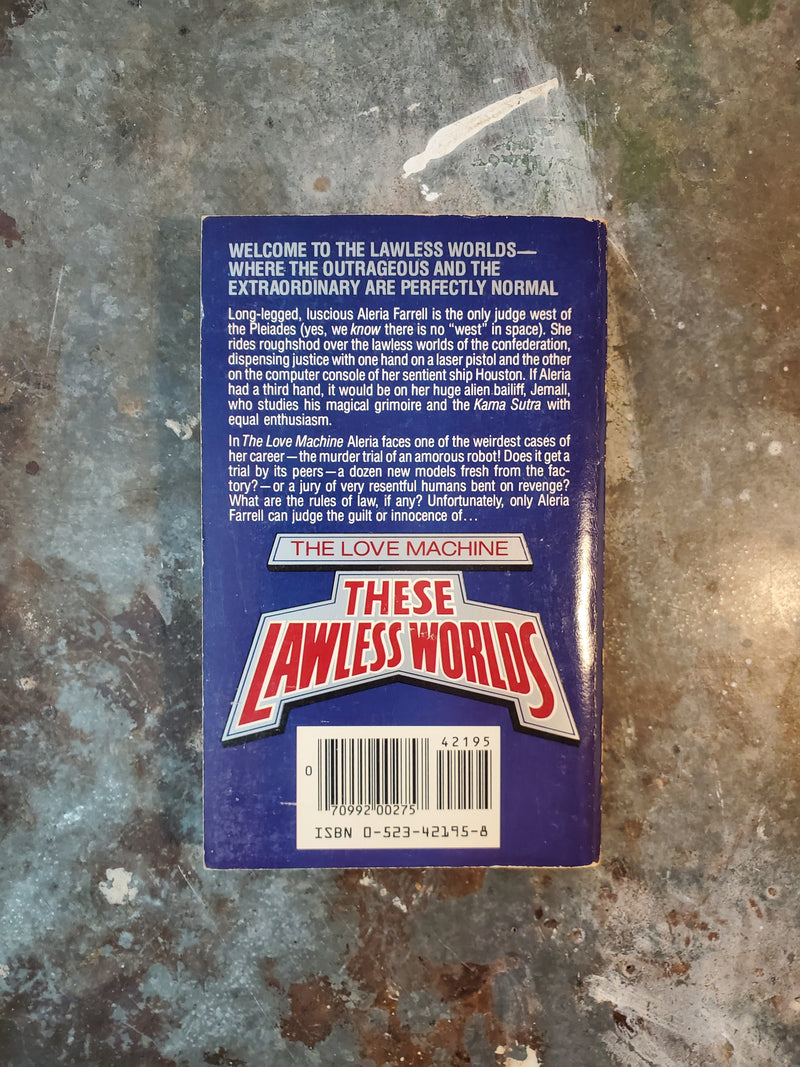 WELCOME TO THE LAWLESS WORLDS—
WHERE THE OUTRAGEOUS AND THE
EXTRAORDINARY ARE PERFECTLY NORMAL
Long-legged, luscious Aleria Farrell is the only judge west of
the Pleiades (yes, we know there is no “west” in space). She
rides roughshod over the lawless worlds of the confederation,
dispensing justice with one hand on a laser pistol and the other
on the computer console of her sentient ship Houston. If Aleria
had a third hand, it would be on her huge alien bailiff, Jemall,
who studies his magical grimoire and the Kama Sutra with
equal enthusiasm.
In The Love Machine Aleria faces one of the weirdest cases of
her career—the murder trial of an amorous robot! Does it get a
trial by its peers—a dozen new models fresh from the fac-
tory?—or a jury of very resentful humans bent on revenge?
What are the rules of law, if any? Unfortunately, only Aleria
Farrell can judge the guilt or innocence of...
THE LOVE MACHINE
THESE
LAWLESS WORLDS
42195
0
70992 00275
ISBN 0-523-42195-8